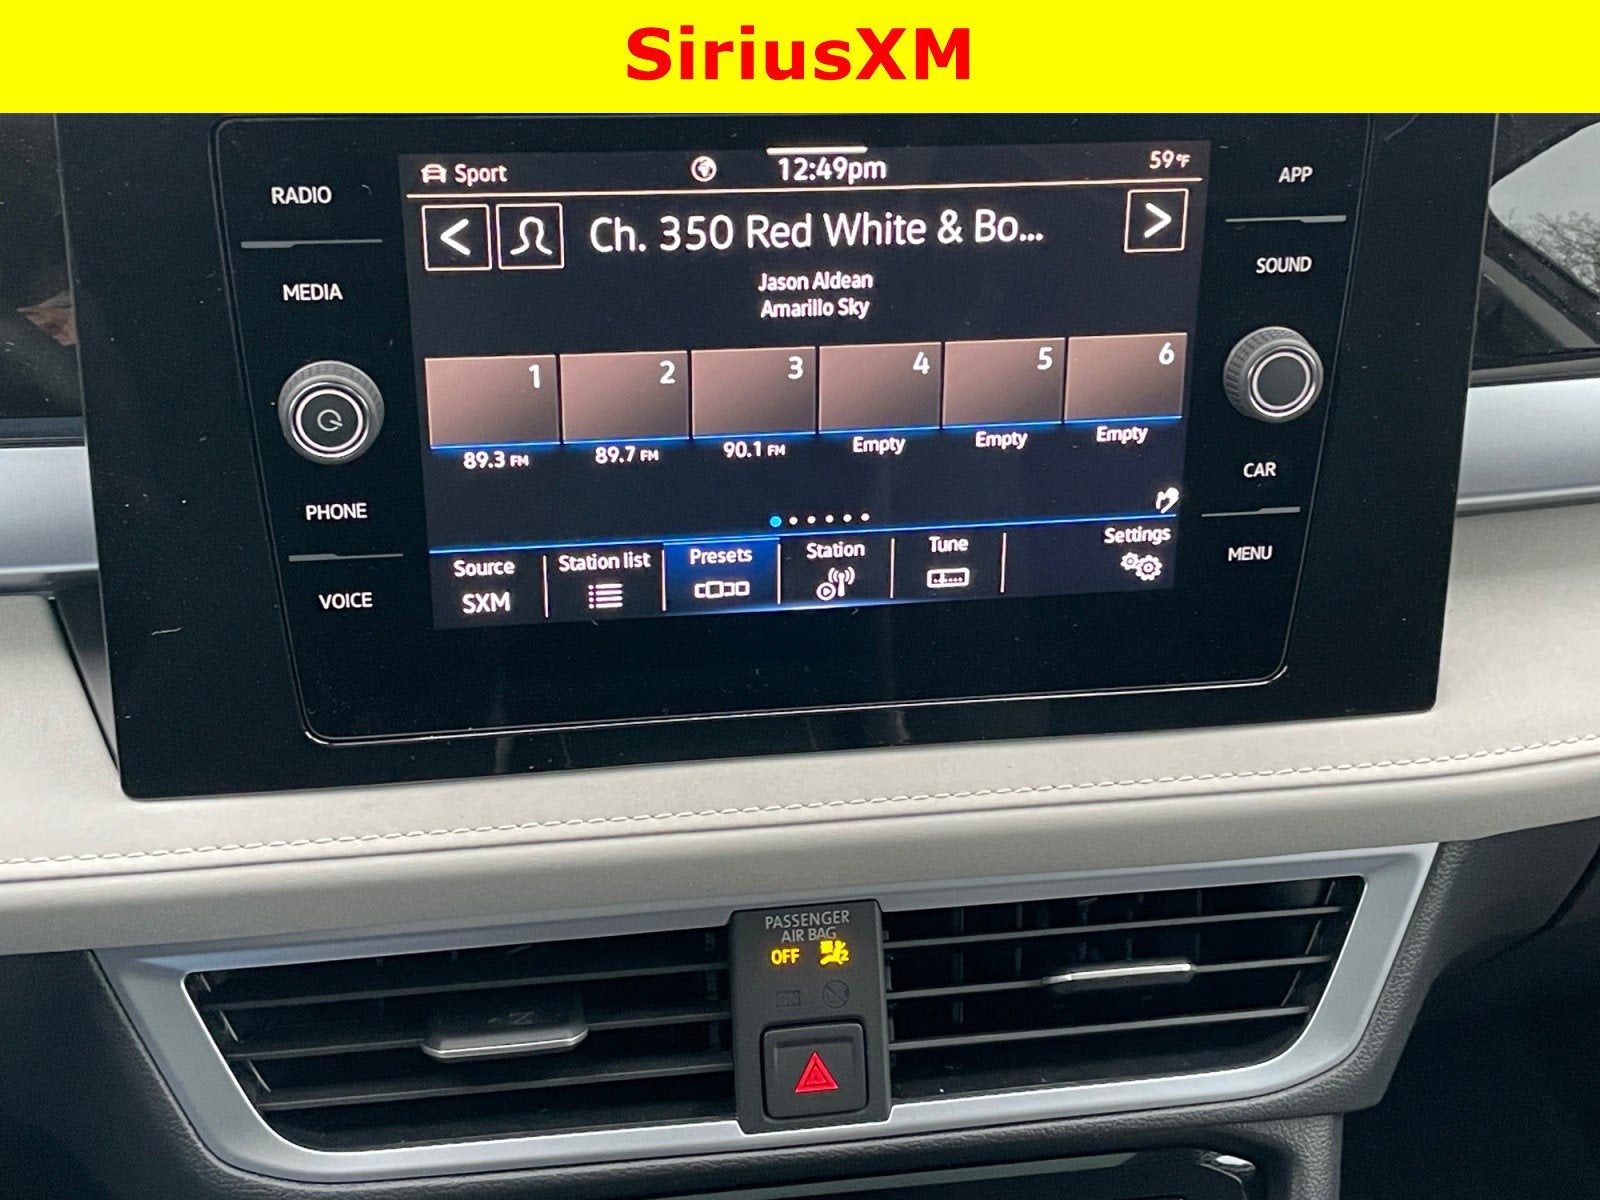 SiriusXM
Sport 12:49pm 59°F
RADIO
MEDIA
PHONE
VOICE
< Ch. 350 Red White & Bo... >
Jason Aldean
Amarillo Sky
1 2 3 4 5 6
89.3 FM 89.7 FM 90.1 FM Empty Empty Empty
Source
SXM
Station list
Presets
Station
Tune
Settings
APP
SOUND
CAR
MENU
PASSENGER
AIR BAG
OFF 2
ON